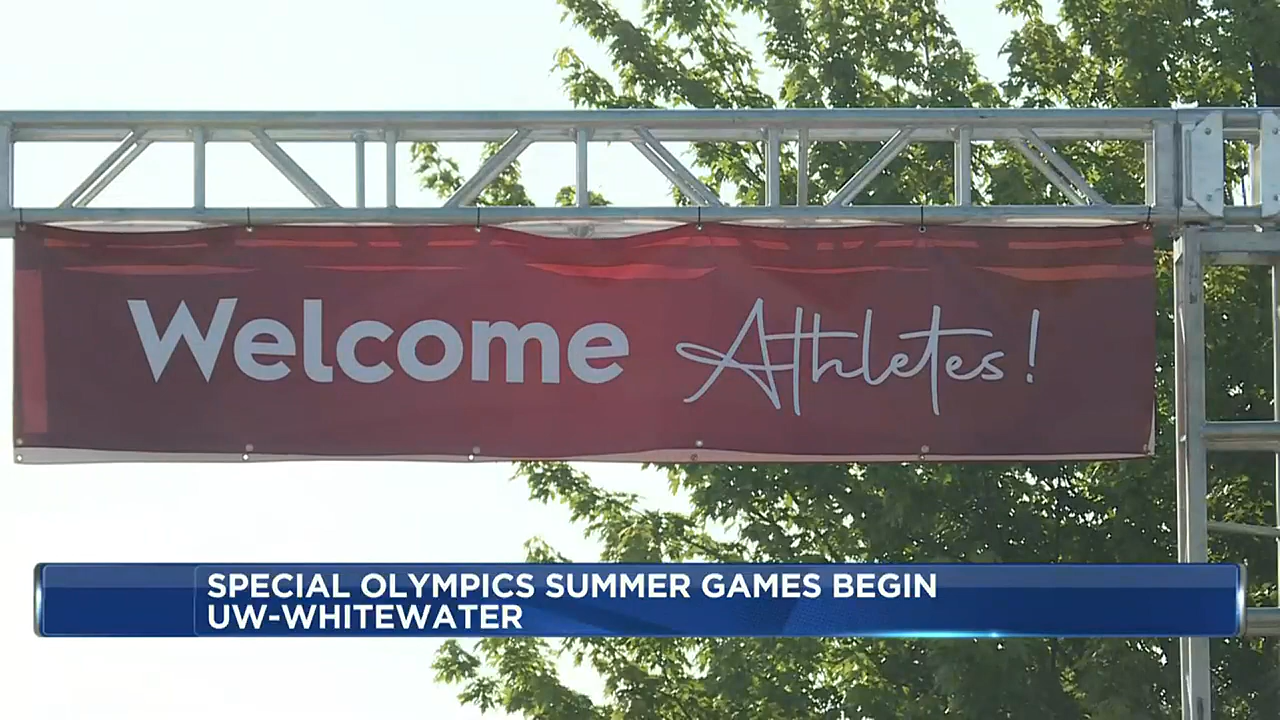 Welcome Athletes!
SPECIAL OLYMPICS SUMMER GAMES BEGIN
UW-WHITEWATER